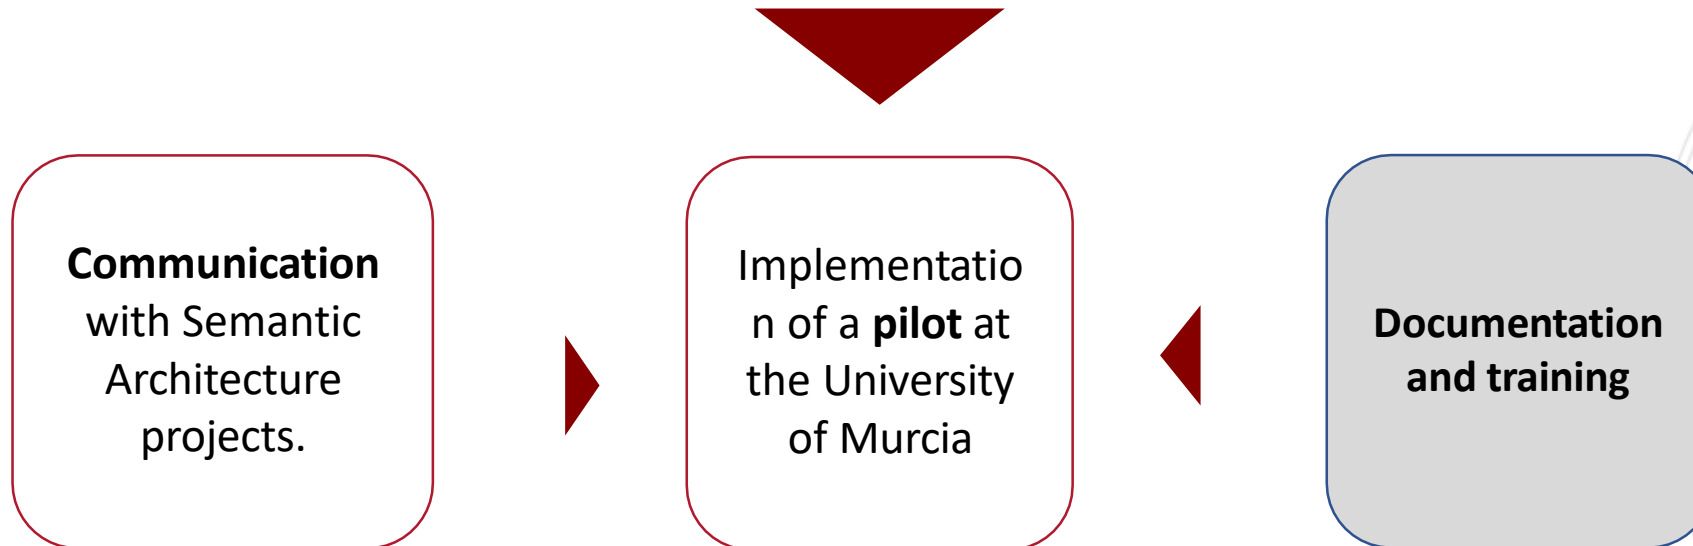 Communication
with Semantic
Architecture
projects.
Implementatio
n of a pilot at
the University
of Murcia
Documentation
and training